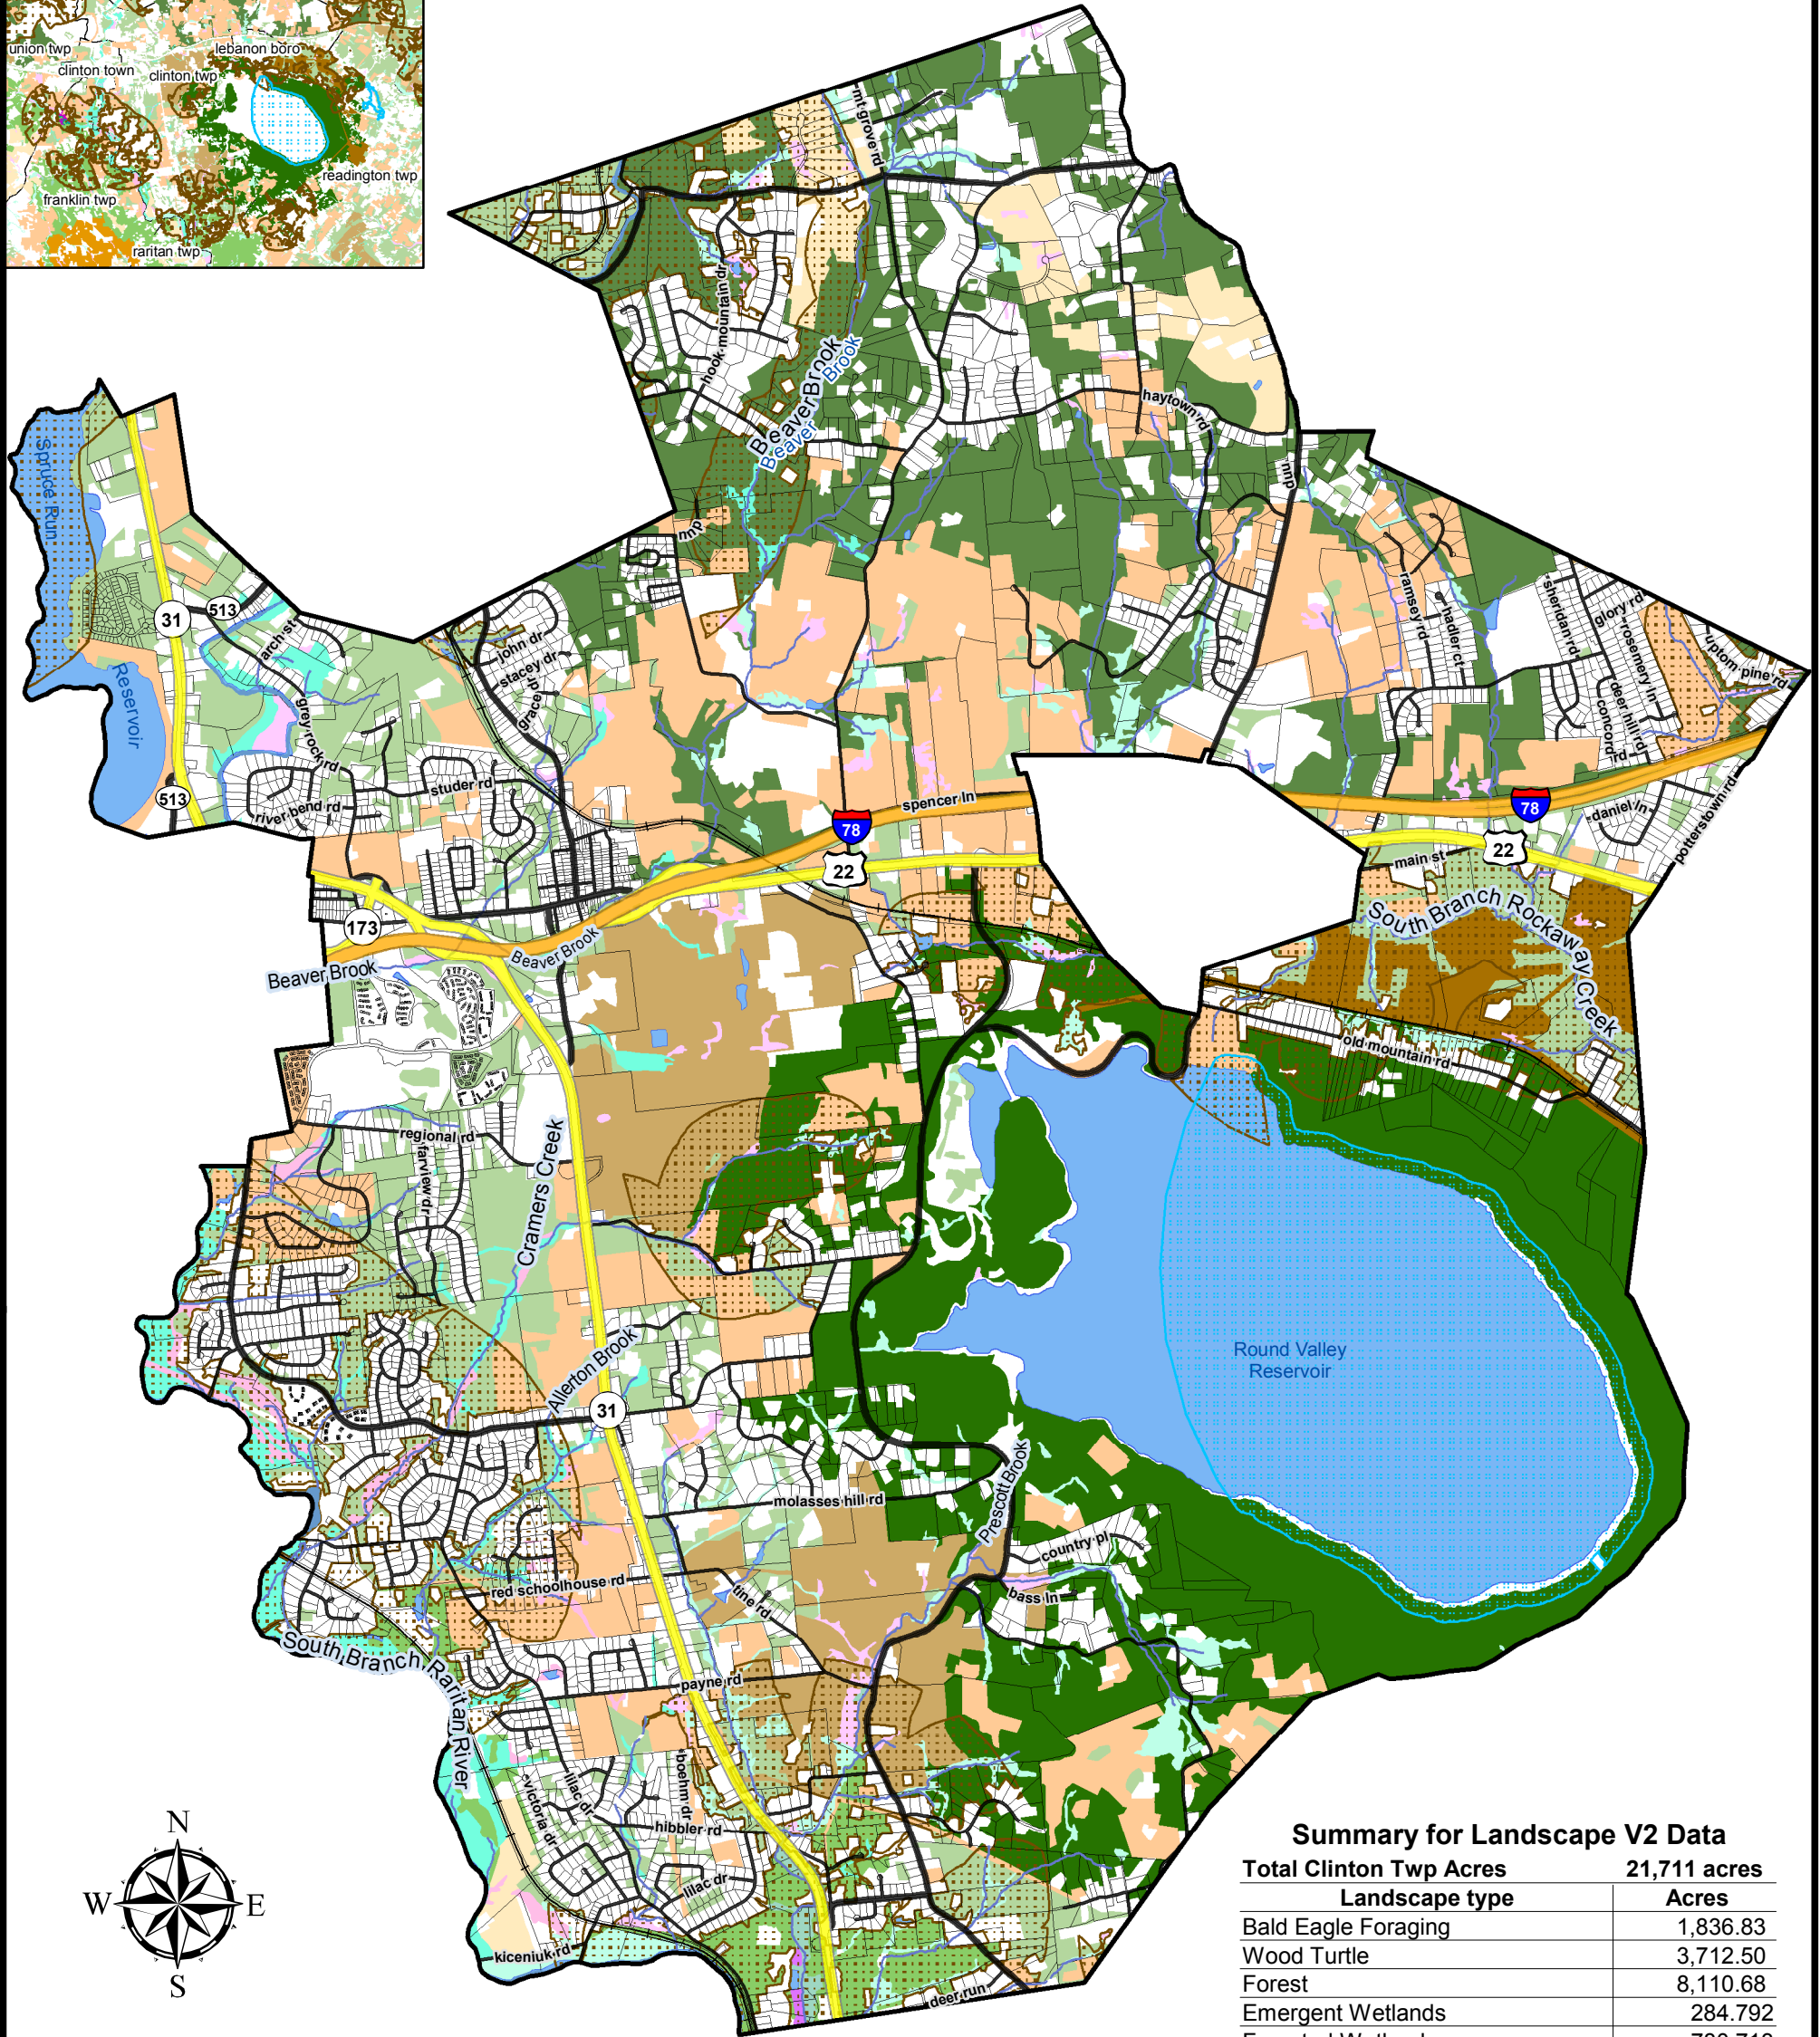 union twp
lebanon boro
clinton town
clinton twp
readington twp
franklin twp
raritan twp
mt grove rd
hook mountain dr
Beaver Brook
Beaver Brook
haytown rd
nnp
nnp
Spruce Run
Reservoir
31
513
arch st
grey rock rd
513
river bend rd
studer rd
john dr
stacey dr
grace dr
ramsey rd
hadler ct
sheridan rd
glory rd
rosemery ln
deer hill rd
concord rd
uptom pine rd
spencer ln
78
22
78
22
daniel ln
potterstown rd
main st
South Branch Rockaway Creek
173
Beaver Brook
Beaver Brook
old mountain rd
regional rd
farview dr
Cramers Creek
Allerton Brook
31
Round Valley
Reservoir
molasses hill rd
Prescott Brook
country pl
bass ln
red schoolhouse rd
tine rd
South Branch Raritan River
payne rd
victoria dr
lilac dr
boehm dr
hibbler rd
lilac dr
kiceniuk rd
deer run
N
W
E
S
Summary for Landscape V2 Data
Total Clinton Twp Acres 21,711 acres
Landscape type Acres
Bald Eagle Foraging 1,836.83
Wood Turtle 3,712.50
Forest 8,110.68
Emergent Wetlands 284.792